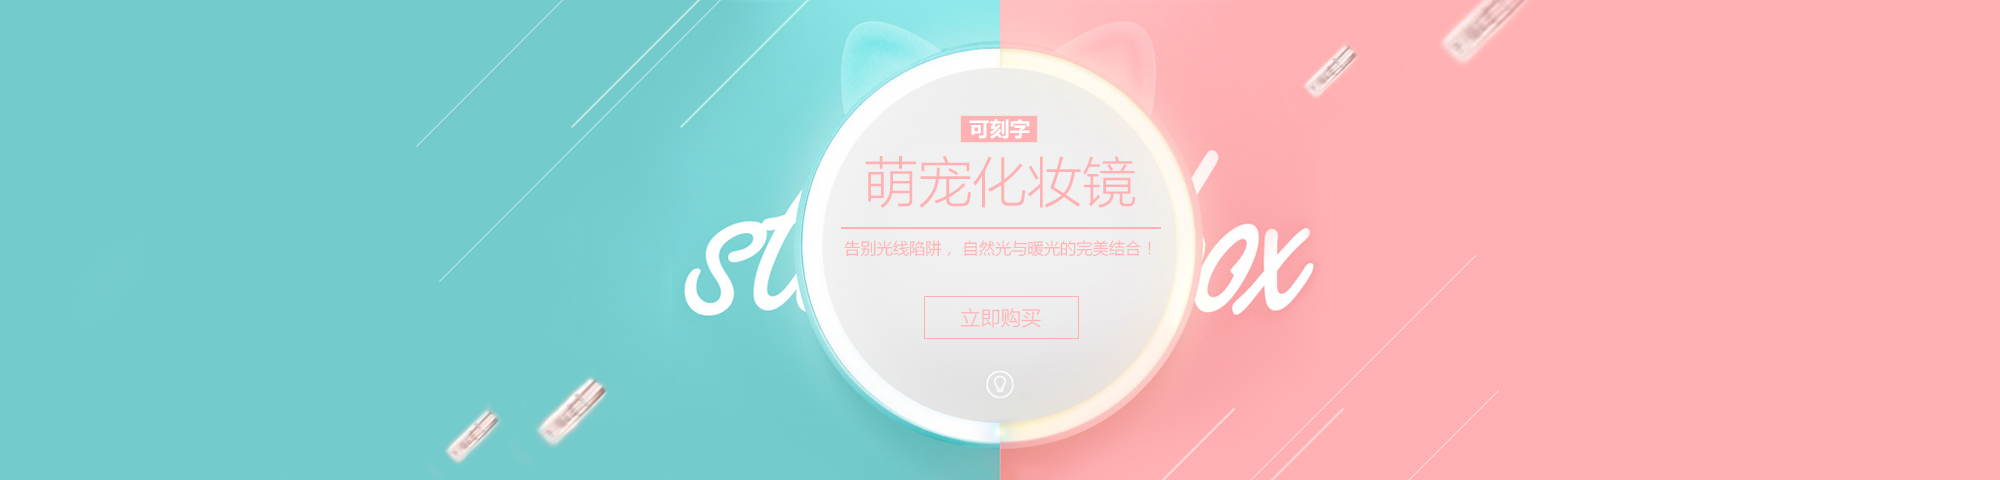 可刻字
萌宠化妆镜
告别光线陷阱，自然光与暖光的完美结合！
立即购买